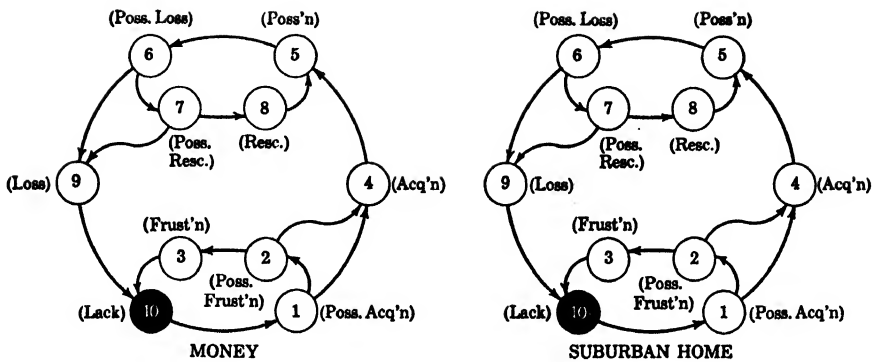 (Poss. Loss)
(Poss'n)
6
5
7
8
(Poss.
Resc.)
(Resc.)
9
(Loss)
4
(Acq'n)
(Frust'n)
3
2
(Poss.
Frust'n)
(Lack)
10
1
(Poss. Acq'n)
MONEY
(Poss. Loss)
(Poss'n)
6
5
7
8
(Poss.
Resc.)
(Resc.)
9
(Loss)
4
(Acq'n)
(Frust'n)
3
2
(Poss.
Frust'n)
(Lack)
10
1
(Poss. Acq'n)
SUBURBAN HOME